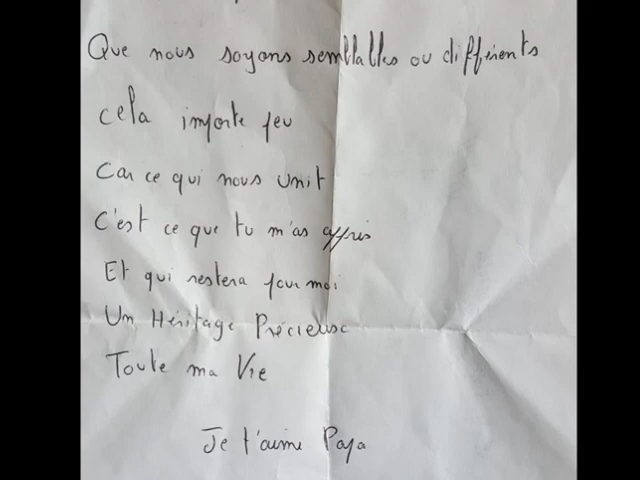 Que nous soyons semblables ou différents
cela importe peu
Car ce qui nous unit
C'est ce que tu m'as appris
Et qui restera pour moi
Un Héritage Précieuse
Toute ma Vie
Je t'aime Papa